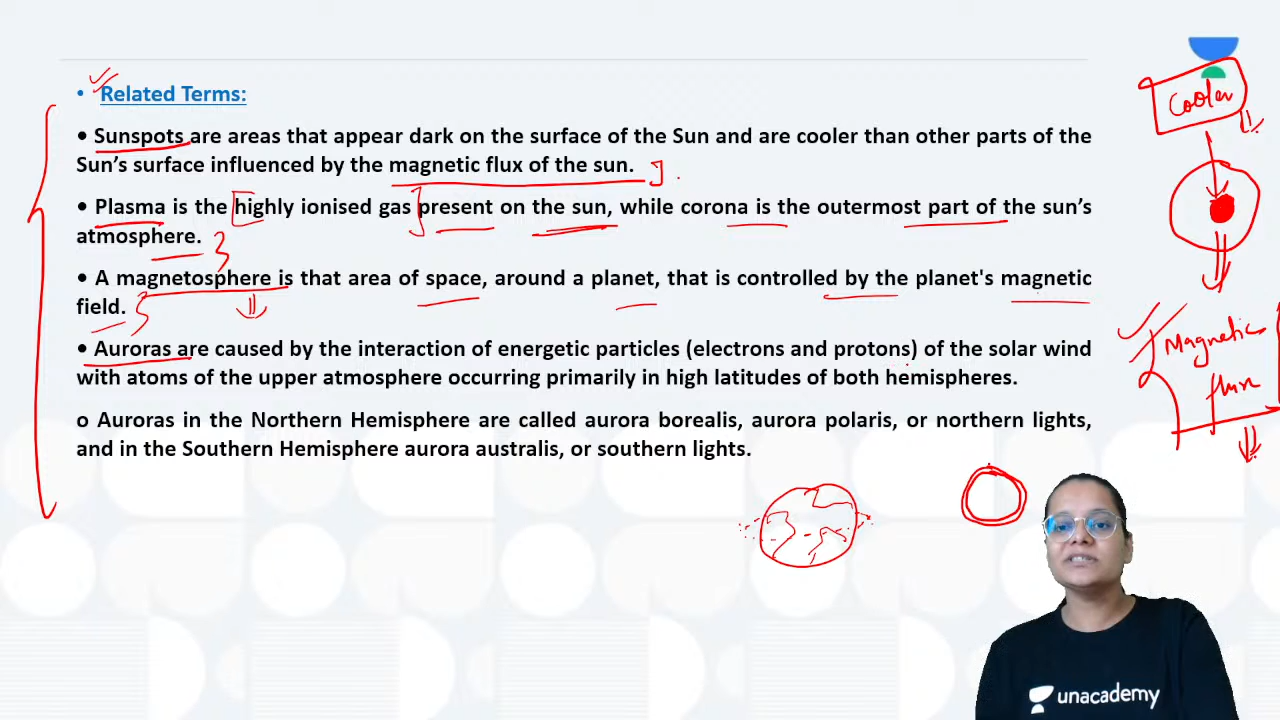 • Related Terms:
• Sunspots are areas that appear dark on the surface of the Sun and are cooler than other parts of the
Sun's surface influenced by the magnetic flux of the sun.
• Plasma is the highly ionised gas present on the sun, while corona is the outermost part of the sun's
atmosphere.
• A magnetosphere is that area of space, around a planet, that is controlled by the planet's magnetic
field.
• Auroras are caused by the interaction of energetic particles (electrons and protons) of the solar wind
with atoms of the upper atmosphere occurring primarily in high latitudes of both hemispheres.
o Auroras in the Northern Hemisphere are called aurora borealis, aurora polaris, or northern lights,
and in the Southern Hemisphere aurora australis, or southern lights.
Cooler
Magnetic
flux
unacademy